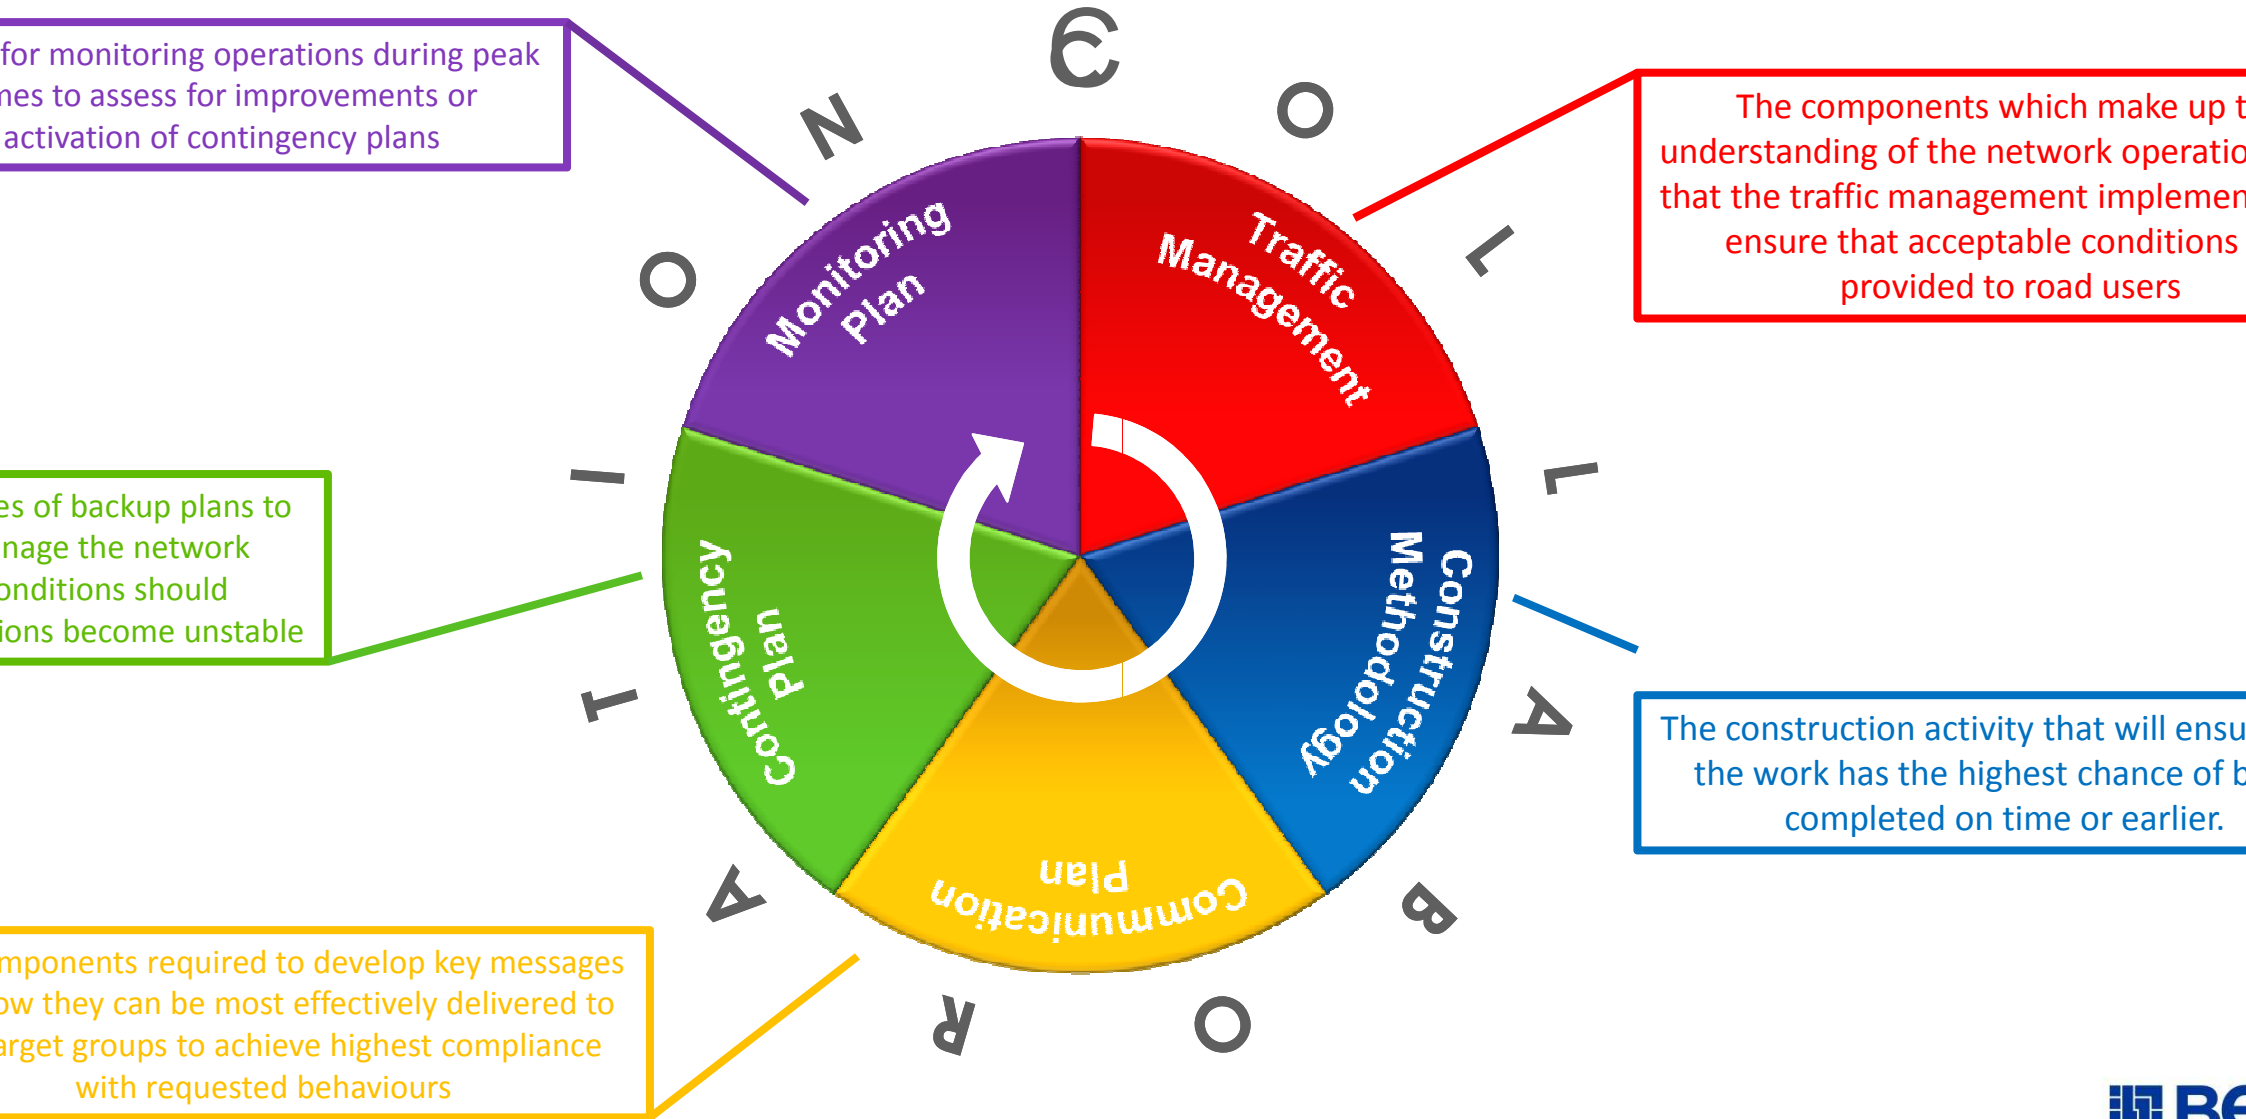 for monitoring operations during peak
mes to assess for improvements or
activation of contingency plans
The components which make up t
understanding of the network operatio
that the traffic management implemen
ensure that acceptable conditions
provided to road users
COLLABORATION
Monitoring
Plan
Traffic
Management
Construction
Methodology
Communication
Plan
Contingency
Plan
es of backup plans to
nage the network
onditions should
ions become unstable
The construction activity that will ensu
the work has the highest chance of b
completed on time or earlier.
mponents required to develop key messages
ow they can be most effectively delivered to
arget groups to achieve highest compliance
with requested behaviours